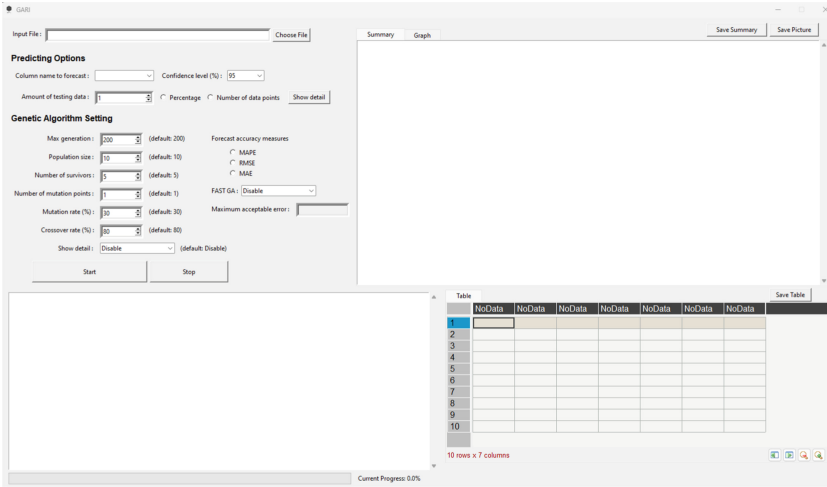 GARI
Input File : Choose File
Predicting Options
Column name to forecast : Confidence level (%) : 95
Amount of testing data : 1 Percentage Number of data points Show detail
Genetic Algorithm Setting
Max generation : 200 (default: 200)
Population size : 10 (default: 10)
Number of survivors : 5 (default: 5)
Number of mutation points : 1 (default: 1)
Mutation rate (%) : 30 (default: 30)
Crossover rate (%) : 80 (default: 80)
Show detail : Disable (default: Disable)
Forecast accuracy measures
MAPE
RMSE
MAE
FAST GA : Disable
Maximum acceptable error :
Start Stop
Summary Graph Save Summary Save Picture
Current Progress: 0.0%
Table Save Table
NoData NoData NoData NoData NoData NoData NoData
1
2
3
4
5
6
7
8
9
10
10 rows x 7 columns